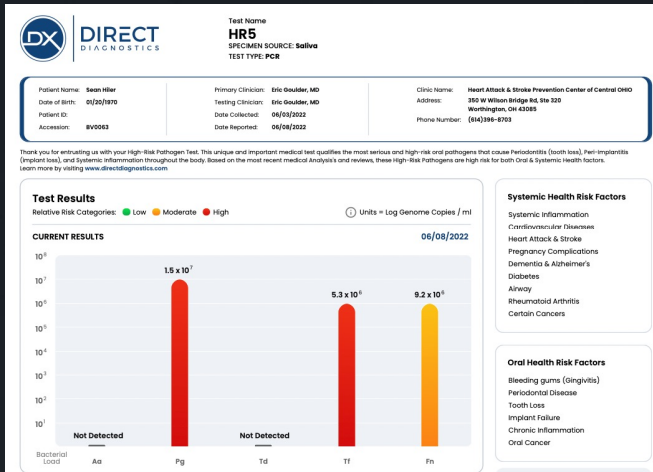 DX DIRECT
DIAGNOSTICS
Test Name
HR5
SPECIMEN SOURCE: Saliva
TEST TYPE: PCR
Patient Name: Sean Hiler
Date of Birth: 01/20/1970
Patient ID:
Accession: BV0063
Primary Clinician: Eric Goulder, MD
Testing Clinician: Eric Goulder, MD
Date Collected: 06/03/2022
Date Reported: 06/08/2022
Clinic Name: Heart Attack & Stroke Prevention Center of Central OHIO
Address: 350 W Wilson Bridge Rd, Ste 320
Worthington, OH 43085
Phone Number: (614)396-8703
Thank you for entrusting us with your High-Risk Pathogen Test. This unique and important medical test qualifies the most serious and high-risk oral pathogens that cause Periodontitis (tooth loss), Peri-Implantitis
(implant loss), and Systemic Inflammation throughout the body. Based on the most recent medical Analysis's and reviews, these High-Risk Pathogens are high risk for both Oral & Systemic Health factors.
Learn more by visiting www.directdiagnostics.com
Test Results
Relative Risk Categories: Low Moderate High
Units = Log Genome Copies / ml
CURRENT RESULTS 06/08/2022
10⁸
1.5 x 10⁷
10⁷
5.3 x 10⁶ 9.2 x 10⁶
10⁶
10⁵
10⁴
10³
10²
10¹
Not Detected Not Detected
Bacterial
Load Aa Pg Td Tf Fn
Systemic Health Risk Factors
Systemic Inflammation
Cardiovascular Diseases
Heart Attack & Stroke
Pregnancy Complications
Dementia & Alzheimer's
Diabetes
Airway
Rheumatoid Arthritis
Certain Cancers
Oral Health Risk Factors
Bleeding gums (Gingivitis)
Periodontal Disease
Tooth Loss
Implant Failure
Chronic Inflammation
Oral Cancer